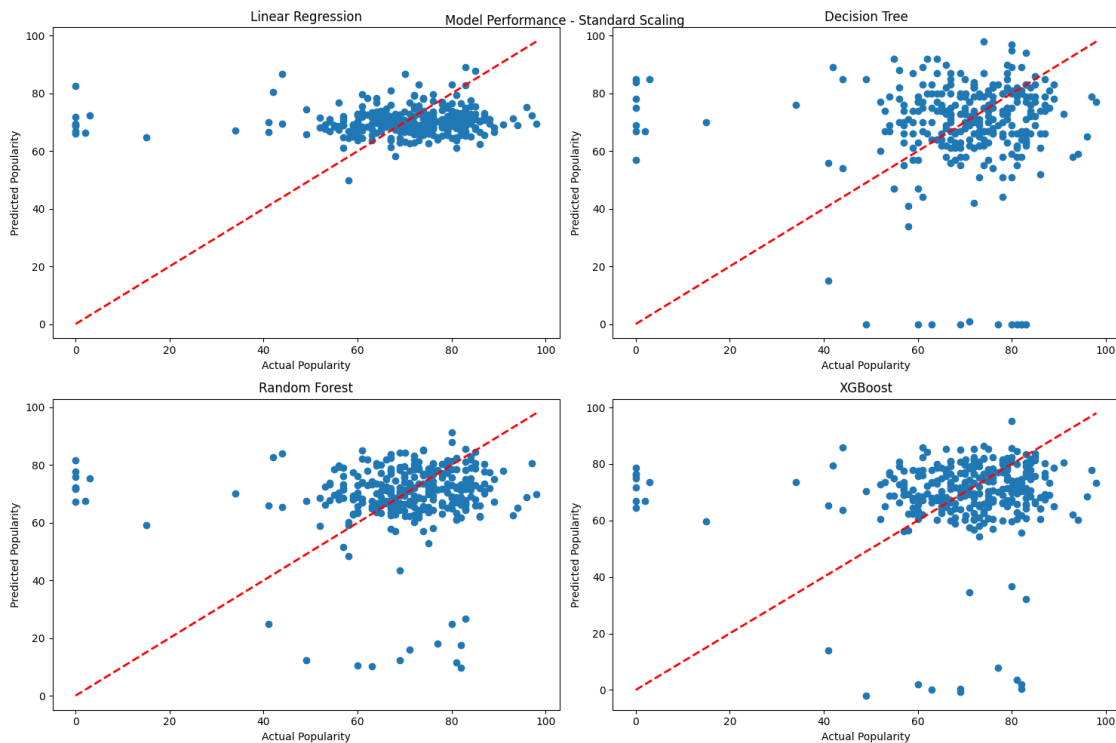 Model Performance - Standard Scaling
Linear Regression
Predicted Popularity
100
80
60
40
20
0
0 20 40 60 80 100
Actual Popularity
Decision Tree
Predicted Popularity
100
80
60
40
20
0
0 20 40 60 80 100
Actual Popularity
Random Forest
Predicted Popularity
100
80
60
40
20
0
0 20 40 60 80 100
Actual Popularity
XGBoost
Predicted Popularity
100
80
60
40
20
0
0 20 40 60 80 100
Actual Popularity